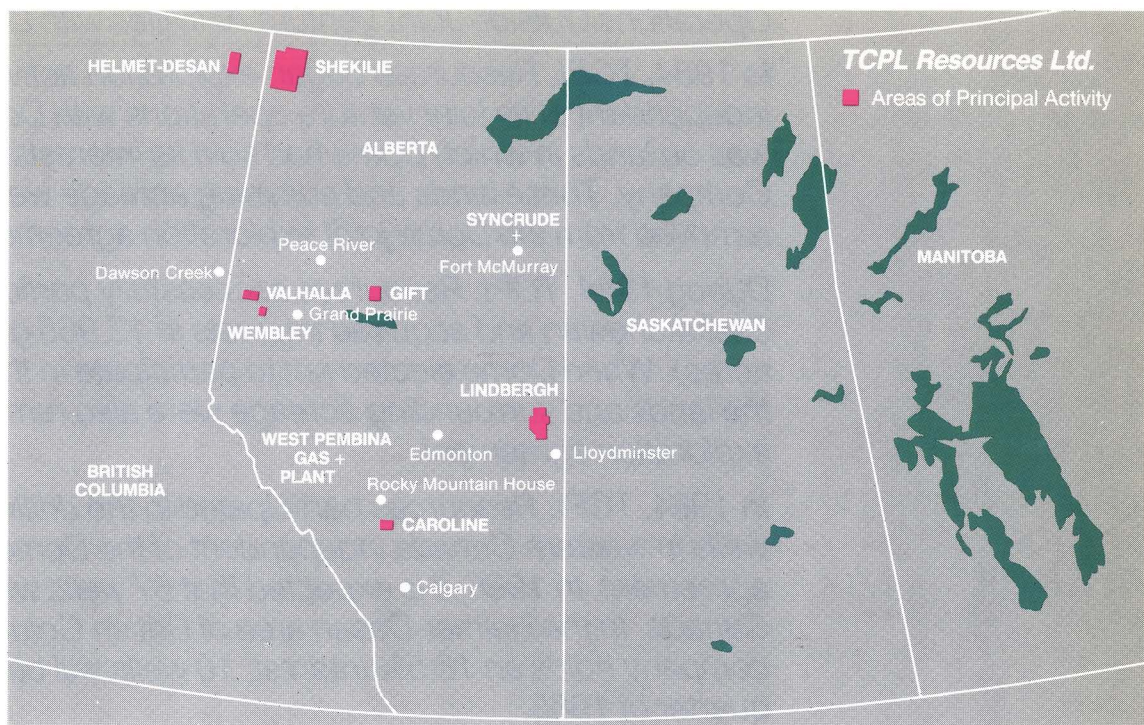 TCPL Resources Ltd.
Areas of Principal Activity
HELMET-DESAN
SHEKILIE
ALBERTA
SYNCRUDE
Fort McMurray
Peace River
Dawson Creek
VALHALLA
GIFT
Grand Prairie
WEMBLEY
MANITOBA
SASKATCHEWAN
LINDBERGH
WEST PEMBINA
GAS +
PLANT
Edmonton
Lloydminster
BRITISH
COLUMBIA
Rocky Mountain House
CAROLINE
Calgary